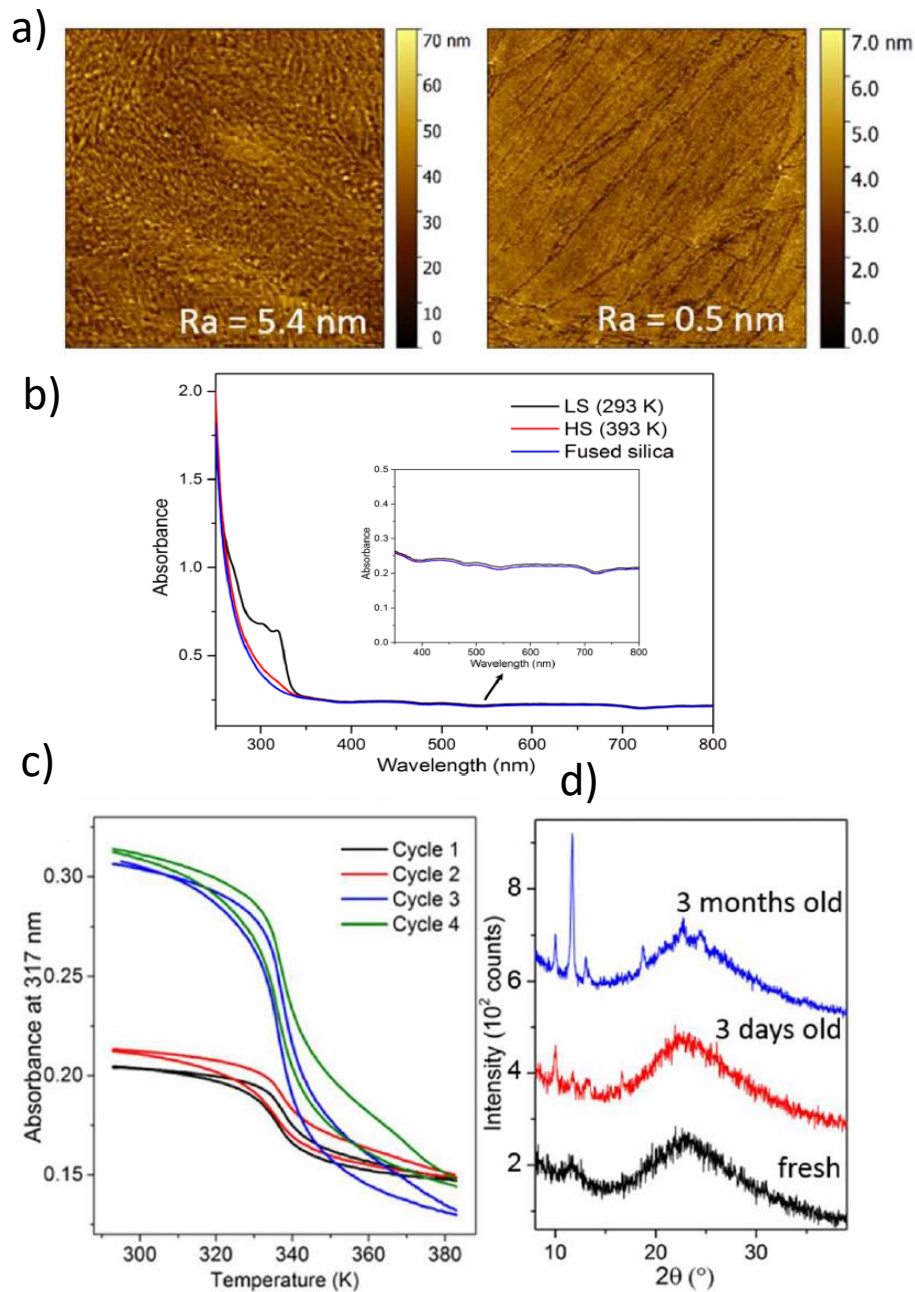 a)
70 nm
60
50
40
30
20
10
0
Ra = 5.4 nm
7.0 nm
6.0
5.0
4.0
3.0
2.0
1.0
0.0
Ra = 0.5 nm
b)
2.0
1.5
1.0
0.5
Absorbance
LS (293 K)
HS (393 K)
Fused silica
0.5
0.4
0.3
0.2
0.1
0.0
Absorbance
400 500 600 700 800
Wavelength (nm)
300 400 500 600 700 800
Wavelength (nm)
c)
0.30
0.25
0.20
0.15
Absorbance at 317 nm
Cycle 1
Cycle 2
Cycle 3
Cycle 4
300 320 340 360 380
Temperature (K)
d)
8
6
4
2
Intensity (10² counts)
3 months old
3 days old
fresh
10 20 30
2θ (°)